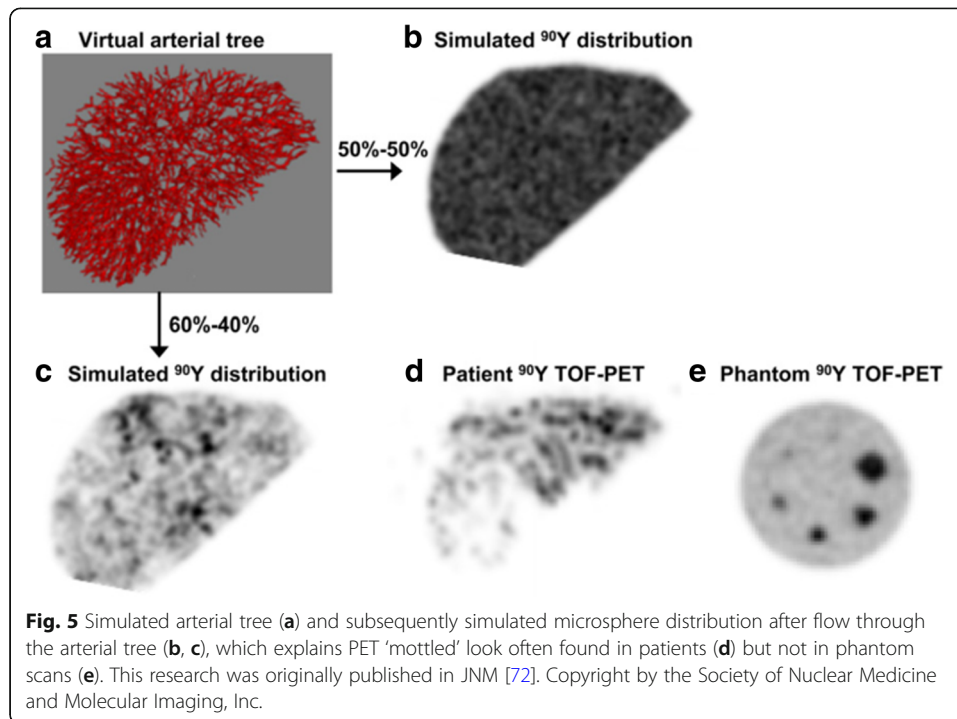 a Virtual arterial tree
b Simulated ⁹⁰Y distribution
50%-50%
60%-40%
c Simulated ⁹⁰Y distribution
d Patient ⁹⁰Y TOF-PET
e Phantom ⁹⁰Y TOF-PET
Fig. 5 Simulated arterial tree (a) and subsequently simulated microsphere distribution after flow through
the arterial tree (b, c), which explains PET ‘mottled’ look often found in patients (d) but not in phantom
scans (e). This research was originally published in JNM [72]. Copyright by the Society of Nuclear Medicine
and Molecular Imaging, Inc.